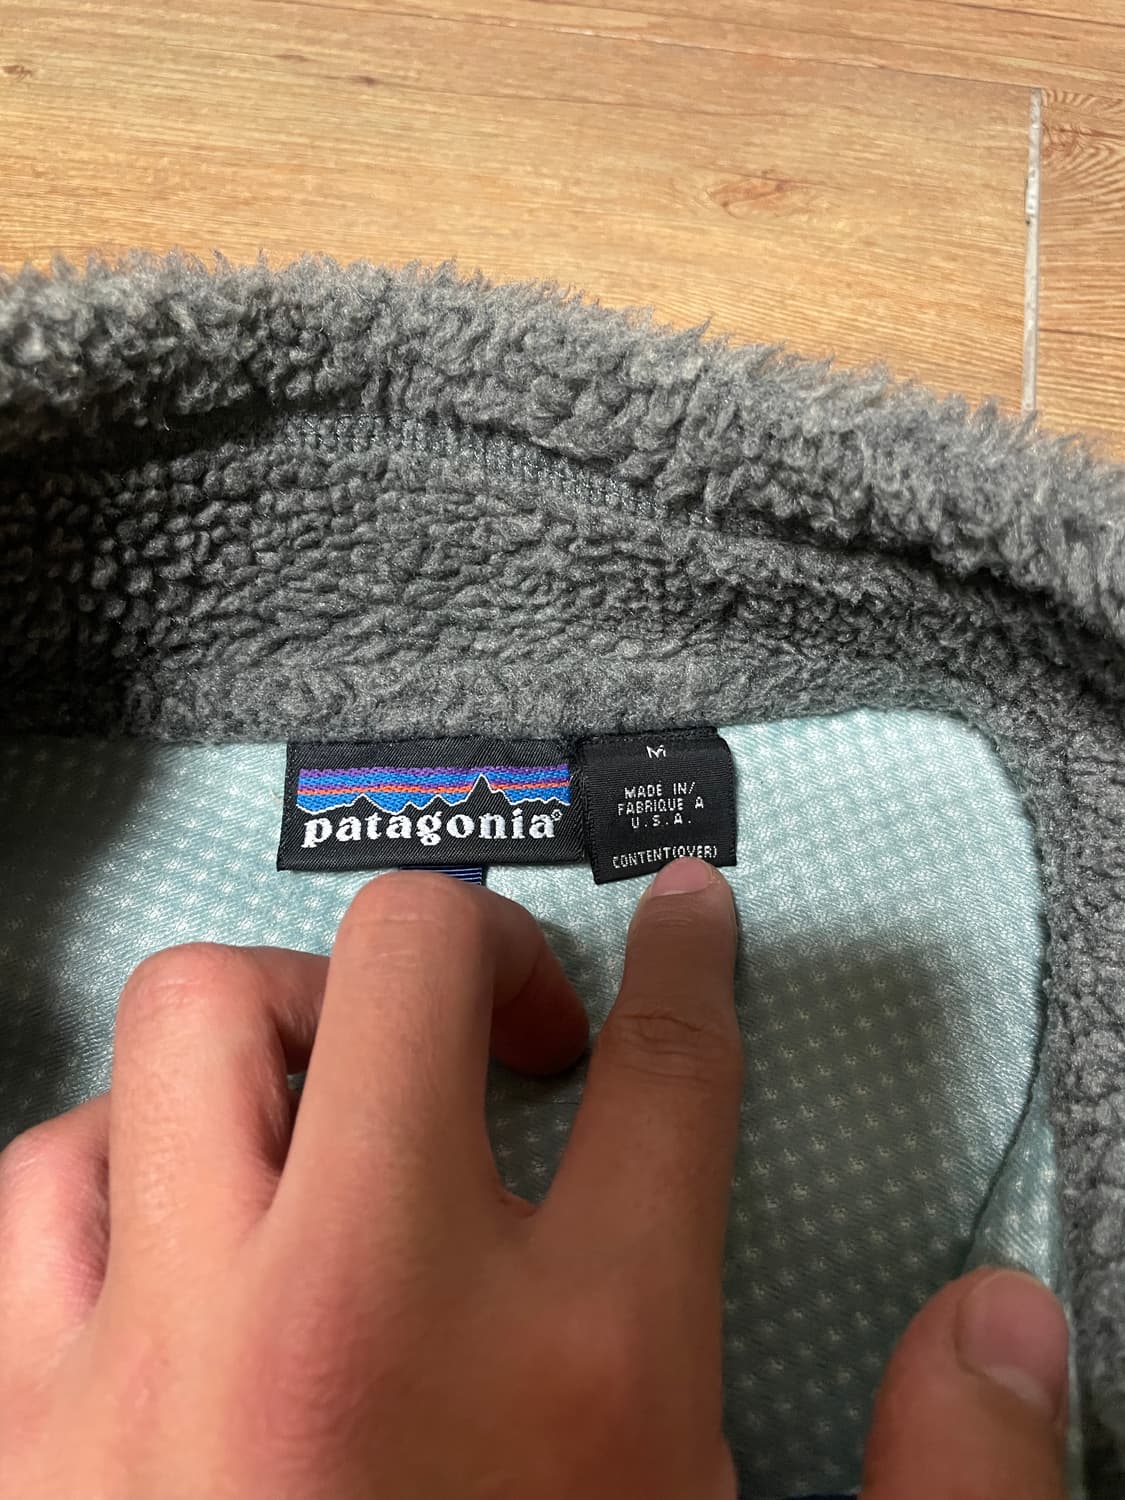 patagonia®
M
MADE IN/
FABRIQUE A
U.S.A.
CONTENT(OVER)